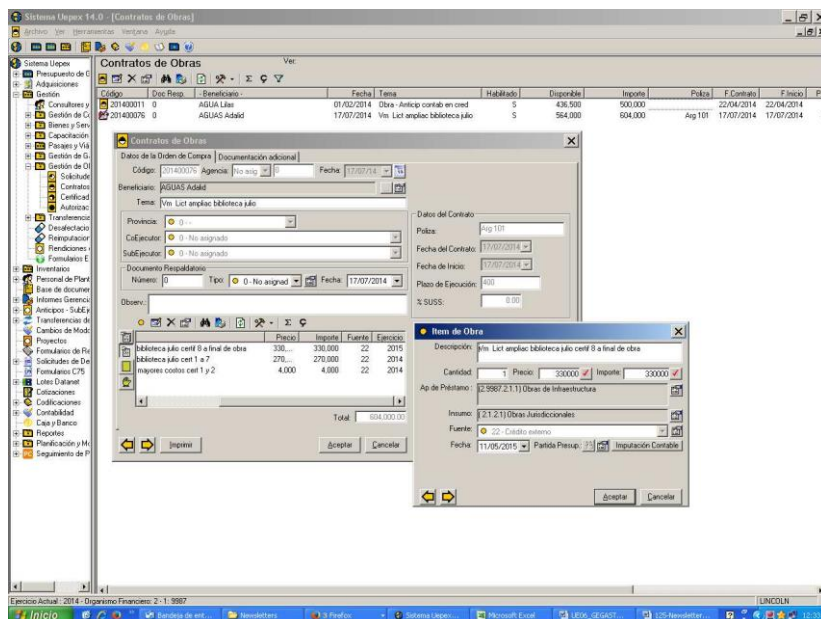 Sistema Uepex 14.0 - [Contratos de Obras]
Archivo Ver Herramientas Ventana Ayuda
Sistema Uepex
Presupuesto de G
Adquisiciones
Gestión
Consultores y
Gestión de Co
Bienes y Serv
Capacitación
Pasajes y Viá
Gestión de G
Gestión de Ob
Solicitude
Contratos
Certificad
Autorizac
Transferencia
Desafectacio
Reimputacion
Rendiciones
Formularios E
Inventarios
Personal de Plant
Base de documen
Informes Gerencia
Anticipos - SubEj
Transferencias de
Cambios de Modo
Proyectos
Formularios de Re
Solicitudes de De
Formularios C75
Lotes Datanet
Cotizaciones
Codificaciones
Contabilidad
Caja y Banco
Reportes
Planificación y Mo
Seguimiento de P
Contratos de Obras Ver:
Código Doc Resp. - Beneficiario - Fecha Tema Habilitado Disponible Importe Poliza F.Contrato F.Inicio
201400011 0 AGUA Lilas 01/02/2014 Obra - Anticip contab en cred S 436,500 500,000 22/04/2014 22/04/2014
201400076 0 AGUAS Adalid 17/07/2014 Vm Lict ampliac biblioteca julio S 564,000 604,000 Arg 101 17/07/2014 17/07/2014
Contratos de Obras
Datos de la Orden de Compra Documentación adicional
Código: 201400076 Agencia: No asig 0 Fecha: 17/07/14
Beneficiario: AGUAS Adalid
Tema: Vm Lict ampliac biblioteca julio
Provincia: 0 --
CoEjecutor: 0 - No asignado
SubEjecutor: 0 - No asignado
Documento Respaldatorio
Número: 0 Tipo: 0 - No asignad Fecha: 17/07/2014
Observ.:
Datos del Contrato
Poliza: Arg 101
Fecha del Contrato: 17/07/2014
Fecha de Inicio: 17/07/2014
Plazo de Ejecución: 400
% SUSS: 0.00
Precio Importe Fuente Ejercicio
biblioteca julio certif 8 a final de obra 330,... 330,000 22 2015
biblioteca julio cert 1 a 7 270,... 270,000 22 2014
mayores costos cert 1 y 2 4,000 4,000 22 2014
Total: 604,000.00
Imprimir Aceptar Cancelar
Item de Obra
Descripción: Vm Lict ampliac biblioteca julio certif 8 a final de obra
Cantidad: 1 Precio: 330000 Importe: 330000
Ap de Préstamo : (2.9987.2.1.1) Obras de Infraestructura
Insumo: ( 2.1.2.1) Obras Jurisdiccionales
Fuente: 22 - Crédito externo
Fecha: 11/05/2015 Partida Presup. Imputación Contable
Aceptar Cancelar
Ejercicio Actual : 2014 - Organismo Financiero: 2 - 1: 9987 LINCOLN
Inicio Bandeja de ent... Newsletters 3 Firefox Sistama Uepex... Microsoft Excel UE06_GEGAST... 125-Newsletter... 12:33